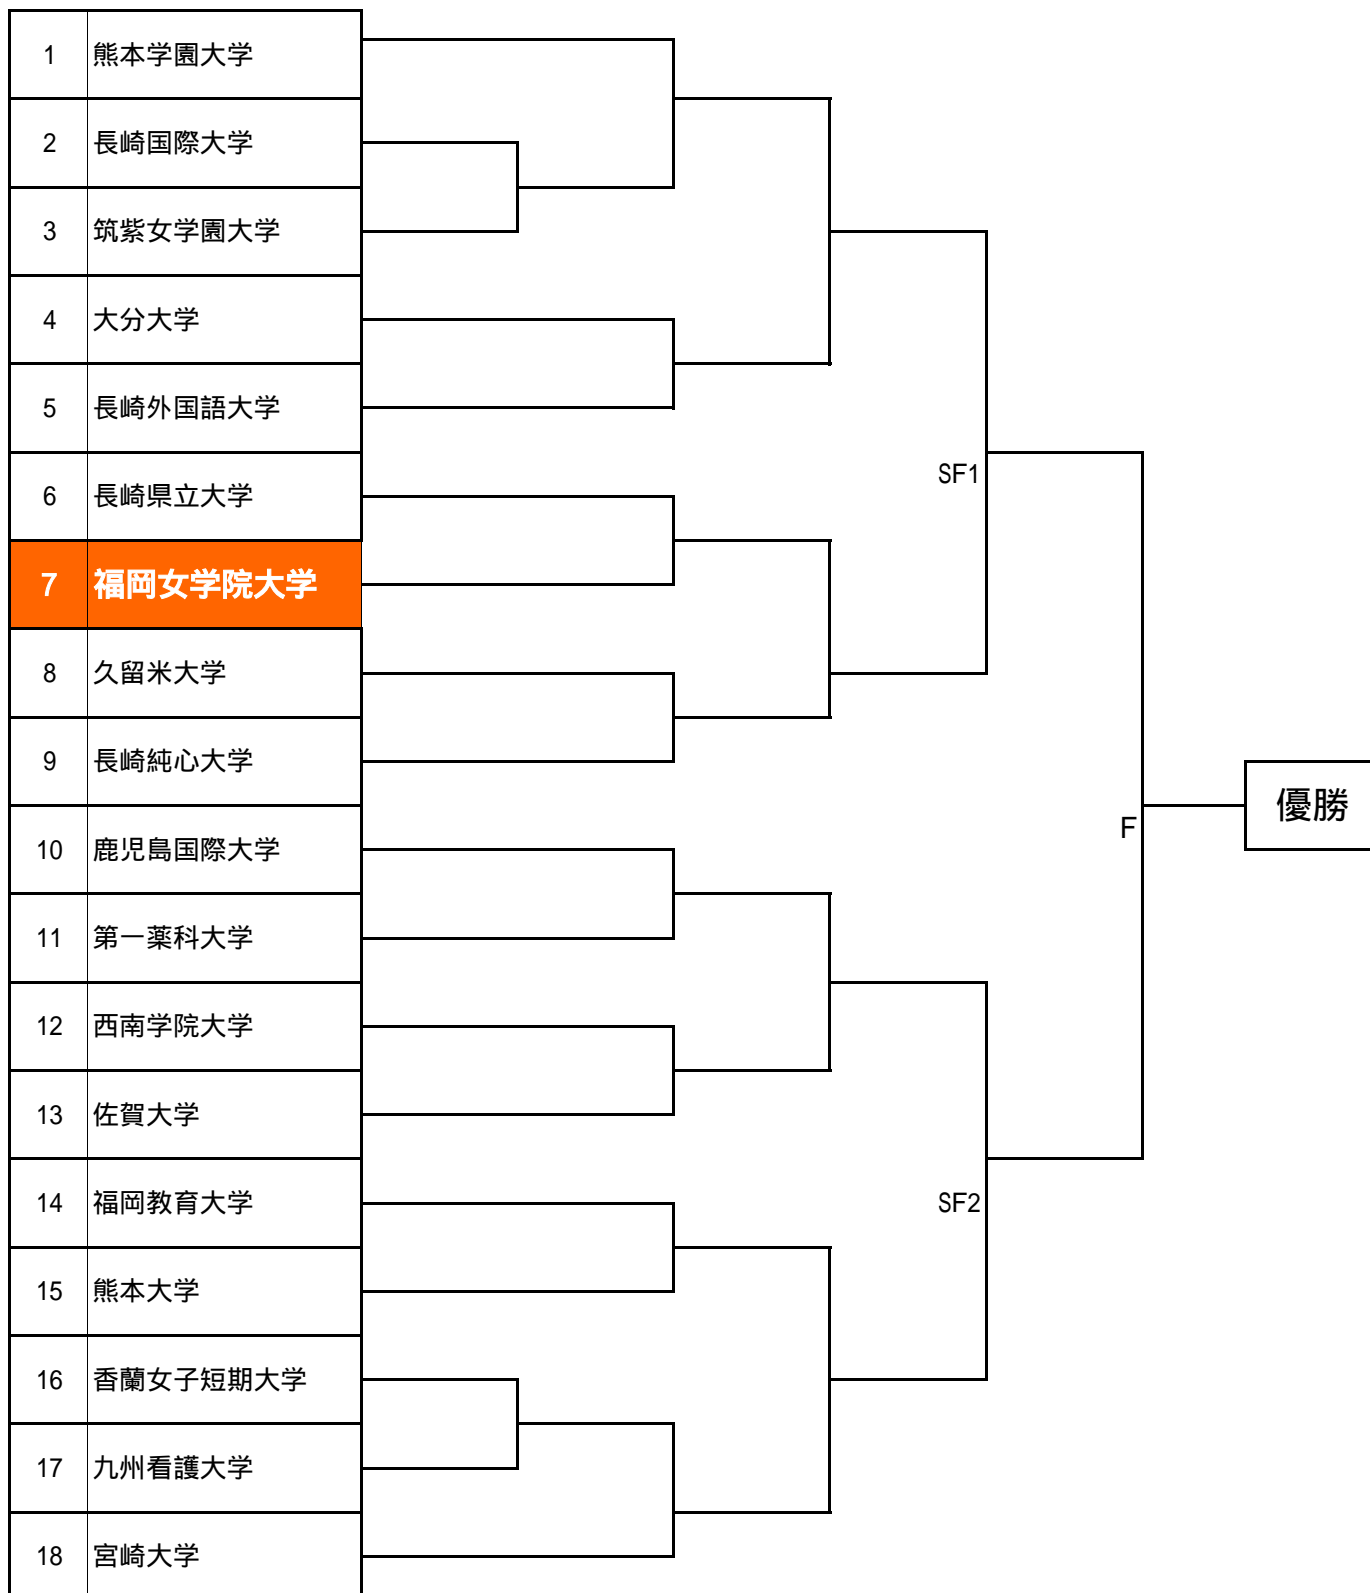 1 熊本学園大学
2 長崎国際大学
3 筑紫女学園大学
4 大分大学
5 長崎外国語大学
6 長崎県立大学
SF1
7 福岡女学院大学
8 久留米大学
9 長崎純心大学
優勝
F
10 鹿児島国際大学
11 第一薬科大学
12 西南学院大学
13 佐賀大学
14 福岡教育大学
SF2
15 熊本大学
16 香蘭女子短期大学
17 九州看護大学
18 宮崎大学